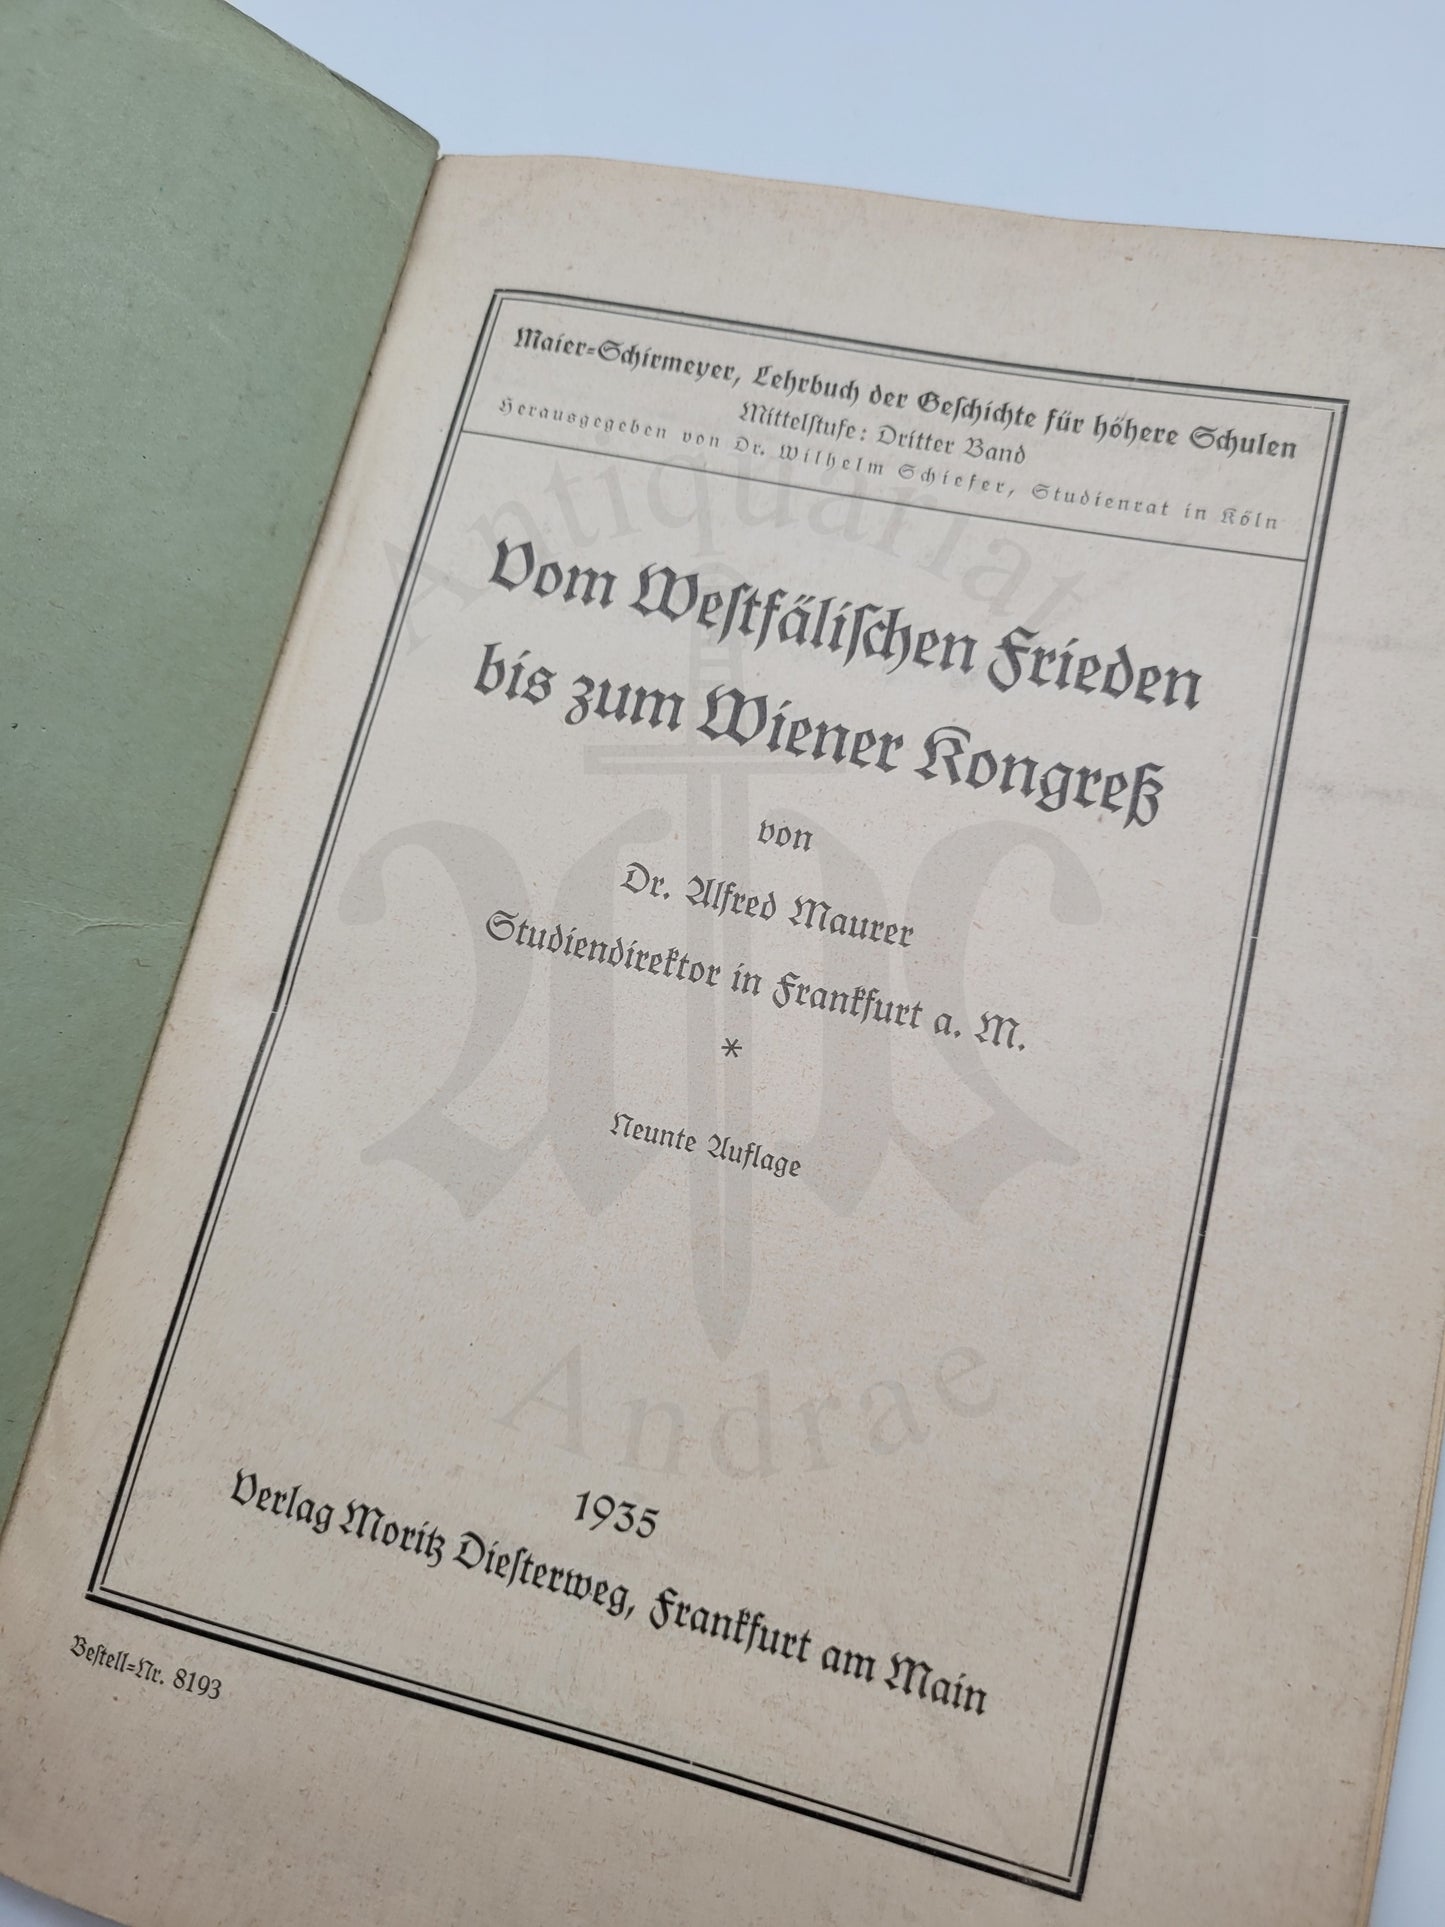 Maier-Schirmeyer, Lehrbuch der Geschichte für höhere Schulen
Mittelstufe: Dritter Band
Herausgegeben von Dr. Wilhelm Schiefer, Studienrat in Köln
Vom Westfälischen Frieden
bis zum Wiener Kongreß
von
Dr. Alfred Maurer
Studiendirektor in Frankfurt a. M.
*
Neunte Auflage
1935
Verlag Moritz Diesterweg, Frankfurt am Main
Bestell-Nr. 8193
Antiquariat
Andrae